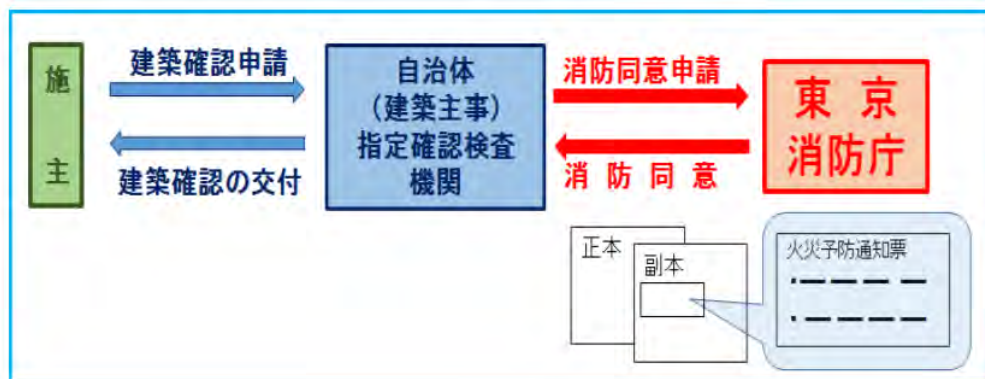 施主
建築確認申請
建築確認の交付
自治体
（建築主事）
指定確認検査
機関
消防同意申請
消防同意
東京
消防庁
正本
副本
火災予防通知票